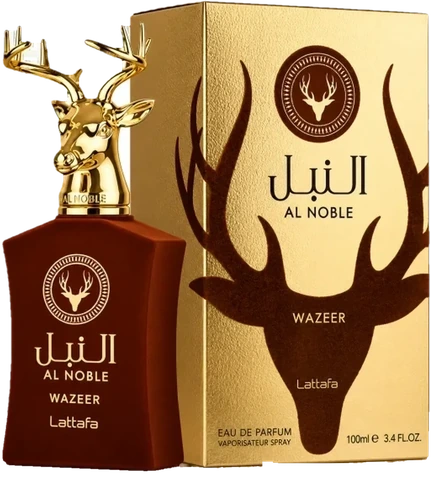 AL NOBLE
النبل
AL NOBLE
WAZEER
Lattafa
النبل
AL NOBLE
WAZEER
Lattafa
EAU DE PARFUM
VAPORISATEUR SPRAY
100ml ℮ 3.4 FL.OZ.